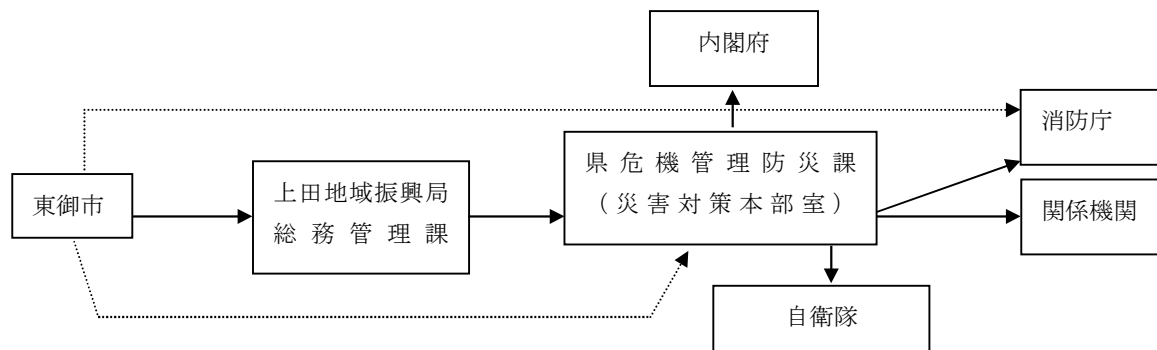 内閣府
消防庁
県危機管理防災課
(災害対策本部室)
上田地域振興局
総務管理課
東御市
関係機関
自衛隊